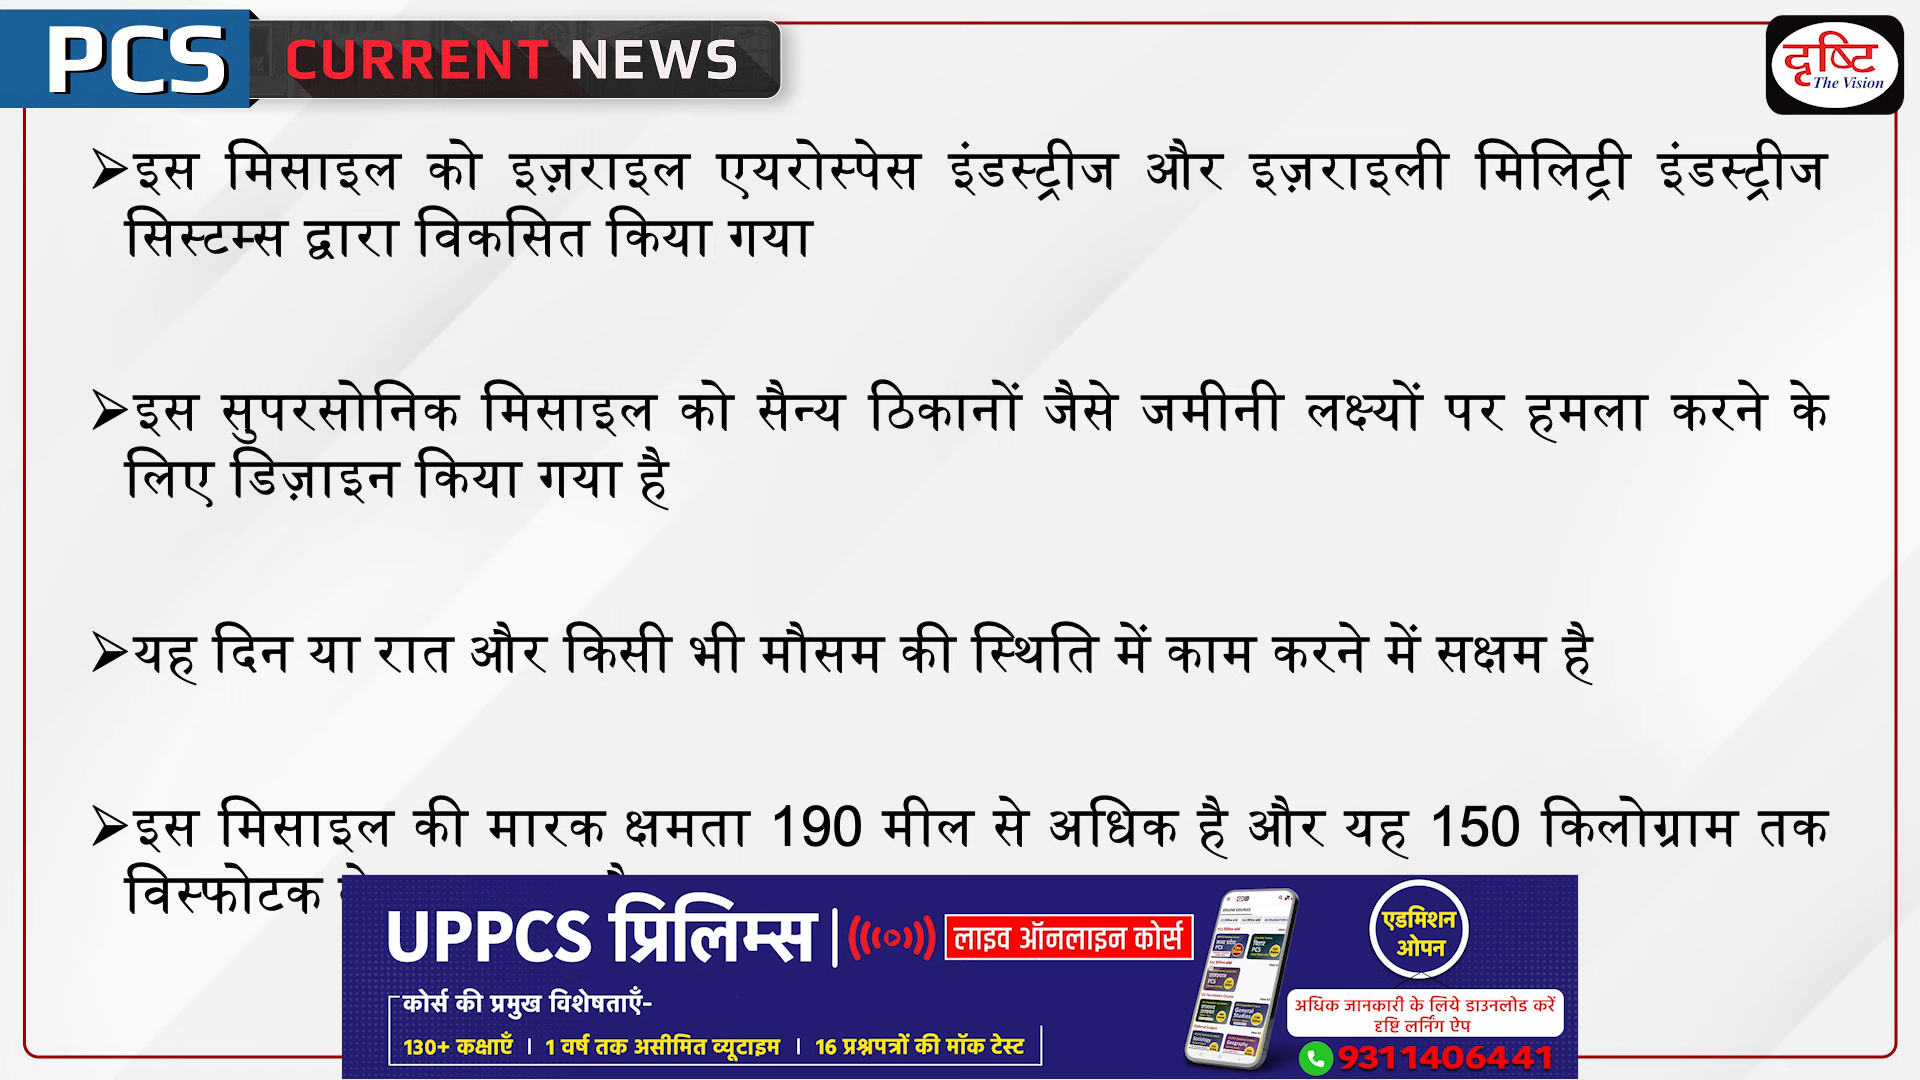 PCS CURRENT NEWS
दृष्टि
The Vision
➢इस मिसाइल को इज़राइल एयरोस्पेस इंडस्ट्रीज और इज़राइली मिलिट्री इंडस्ट्रीज
सिस्टम्स द्वारा विकसित किया गया
➢इस सुपरसोनिक मिसाइल को सैन्य ठिकानों जैसे जमीनी लक्ष्यों पर हमला करने के
लिए डिज़ाइन किया गया है
➢यह दिन या रात और किसी भी मौसम की स्थिति में काम करने में सक्षम है
➢इस मिसाइल की मारक क्षमता 190 मील से अधिक है और यह 150 किलोग्राम तक
विस्फोटक
UPPCS प्रिलिम्स
लाइव ऑनलाइन कोर्स
कोर्स की प्रमुख विशेषताएँ-
130+ कक्षाएँ | 1 वर्ष तक असीमित व्यूटाइम | 16 प्रश्नपत्रों की मॉक टेस्ट
एडमिशन
ओपन
अधिक जानकारी के लिये डाउनलोड करें
दृष्टि लर्निंग ऐप
9311406441